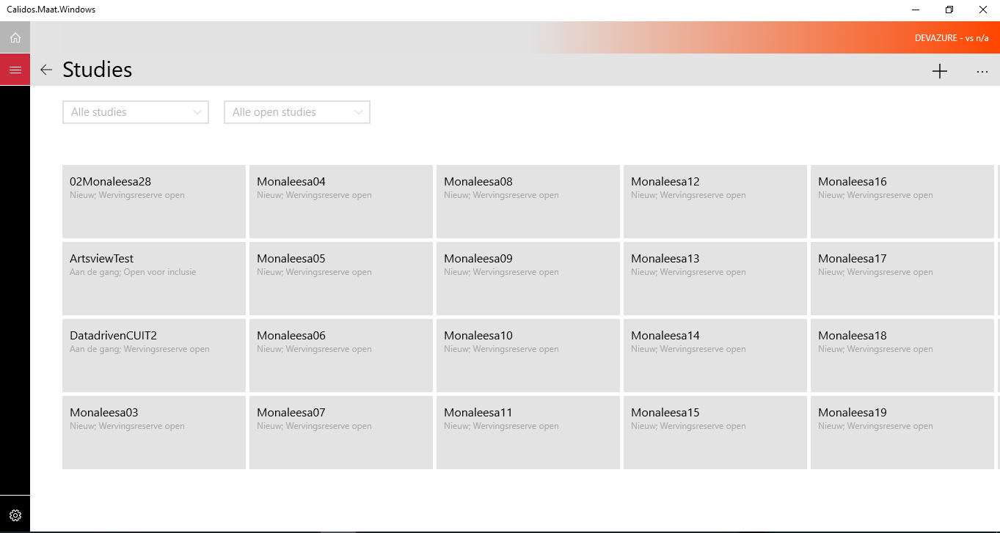 Calidos.Maat.Windows
DEVAZURE - vs n/a
Studies
Alle studies
Alle open studies
02Monaleesa28
Nieuw; Wervingsreserve open
Monaleesa04
Nieuw; Wervingsreserve open
Monaleesa08
Nieuw; Wervingsreserve open
Monaleesa12
Nieuw; Wervingsreserve open
Monaleesa16
Nieuw; Wervingsreserve open
ArtsviewTest
Aan de gang; Open voor inclusie
Monaleesa05
Nieuw; Wervingsreserve open
Monaleesa09
Nieuw; Wervingsreserve open
Monaleesa13
Nieuw; Wervingsreserve open
Monaleesa17
Nieuw; Wervingsreserve open
DatadrivenCUIT2
Aan de gang; Wervingsreserve open
Monaleesa06
Nieuw; Wervingsreserve open
Monaleesa10
Nieuw; Wervingsreserve open
Monaleesa14
Nieuw; Wervingsreserve open
Monaleesa18
Nieuw; Wervingsreserve open
Monaleesa03
Nieuw; Wervingsreserve open
Monaleesa07
Nieuw; Wervingsreserve open
Monaleesa11
Nieuw; Wervingsreserve open
Monaleesa15
Nieuw; Wervingsreserve open
Monaleesa19
Nieuw; Wervingsreserve open